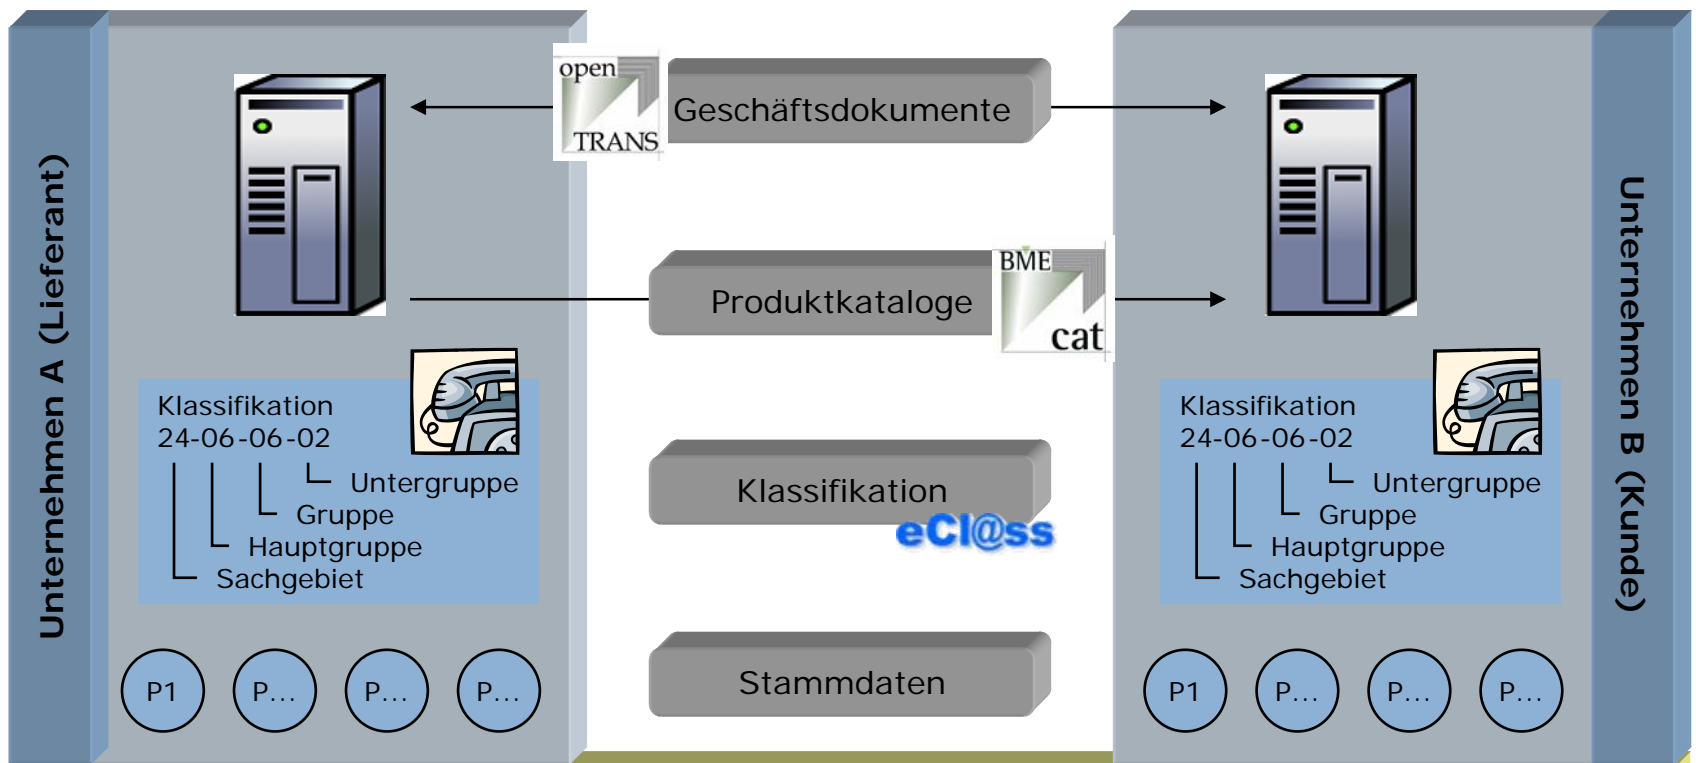 Unternehmen A (Lieferant)
open
TRANS
Geschäftsdokumente
BME
cat
Produktkataloge
Klassifikation
24-06-06-02
Untergruppe
Gruppe
Hauptgruppe
Sachgebiet
Klassifikation
eCl@ss
Klassifikation
24-06-06-02
Untergruppe
Gruppe
Hauptgruppe
Sachgebiet
P1
P...
P...
P...
Stammdaten
P1
P...
P...
P...
Unternehmen B (Kunde)